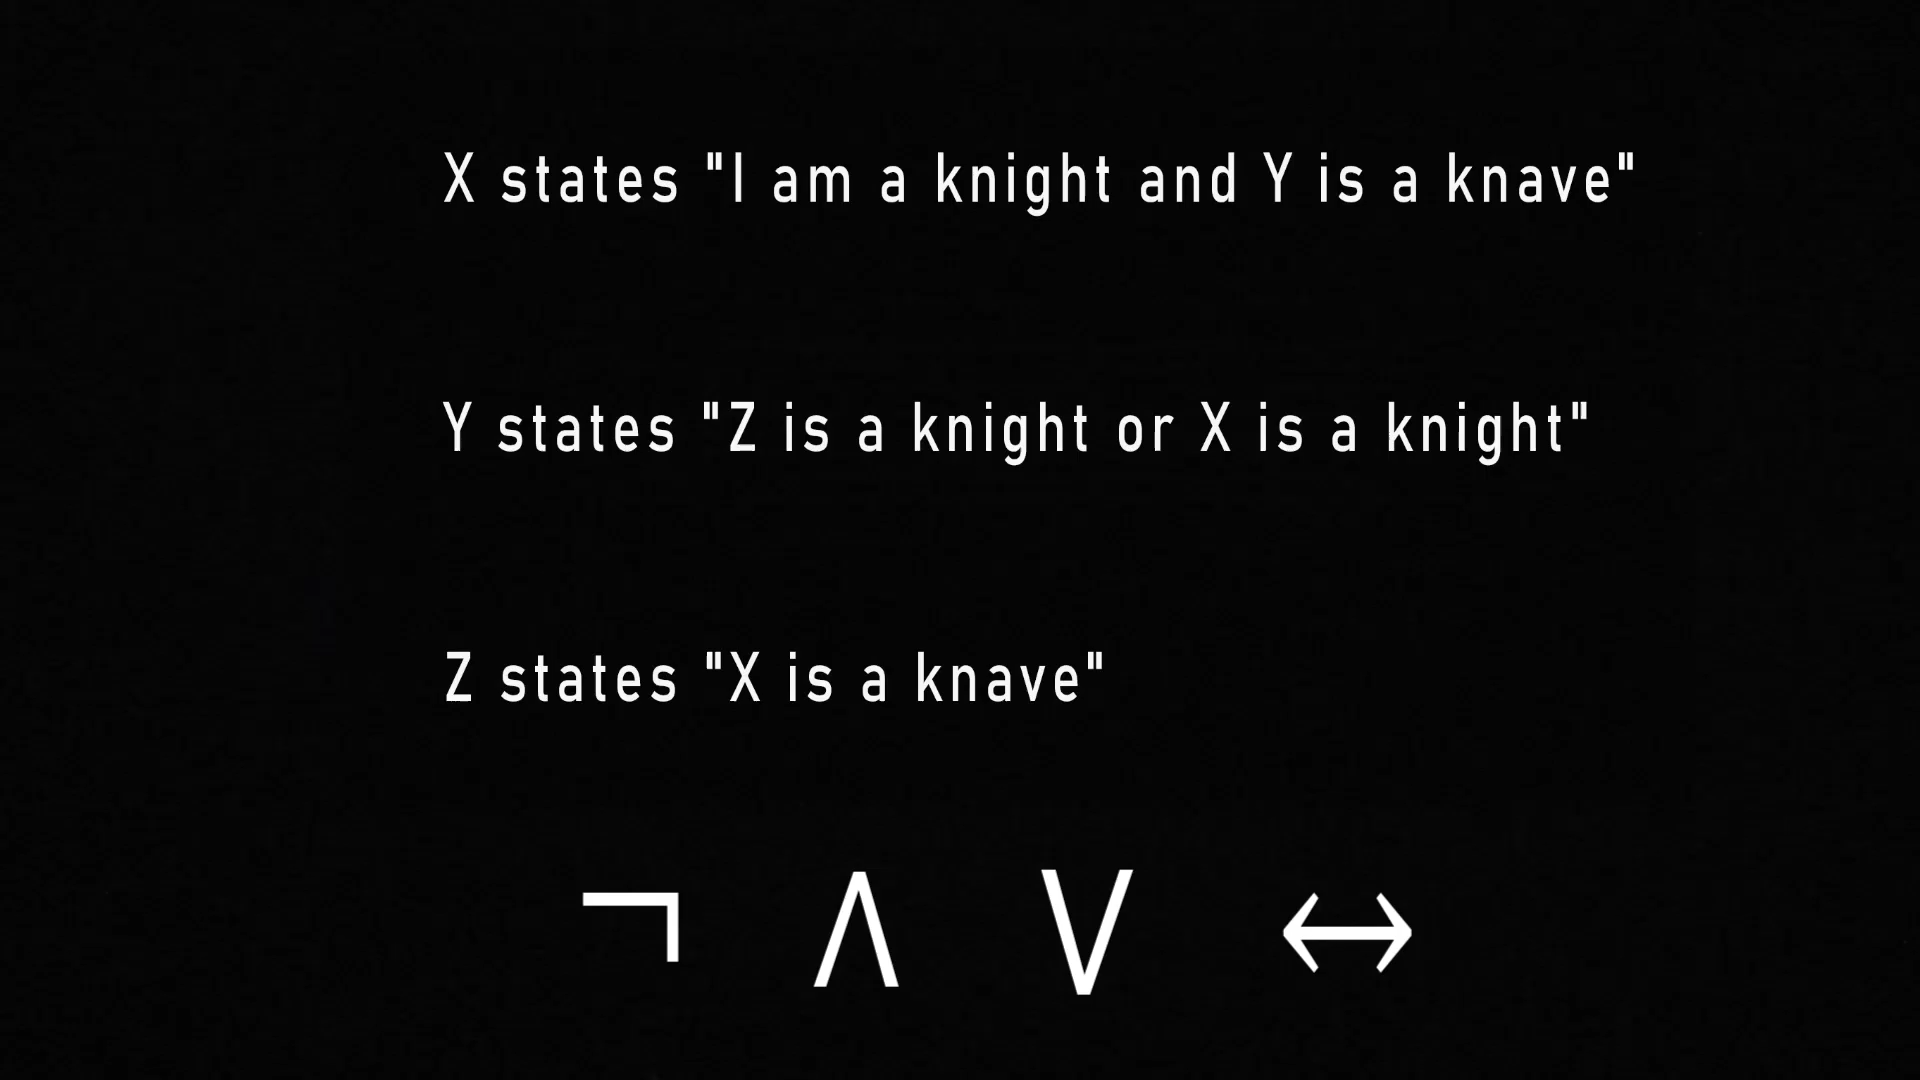 X states "I am a knight and Y is a knave"
Y states "Z is a knight or X is a knight"
Z states "X is a knave"
¬ ∧ ∨ ↔